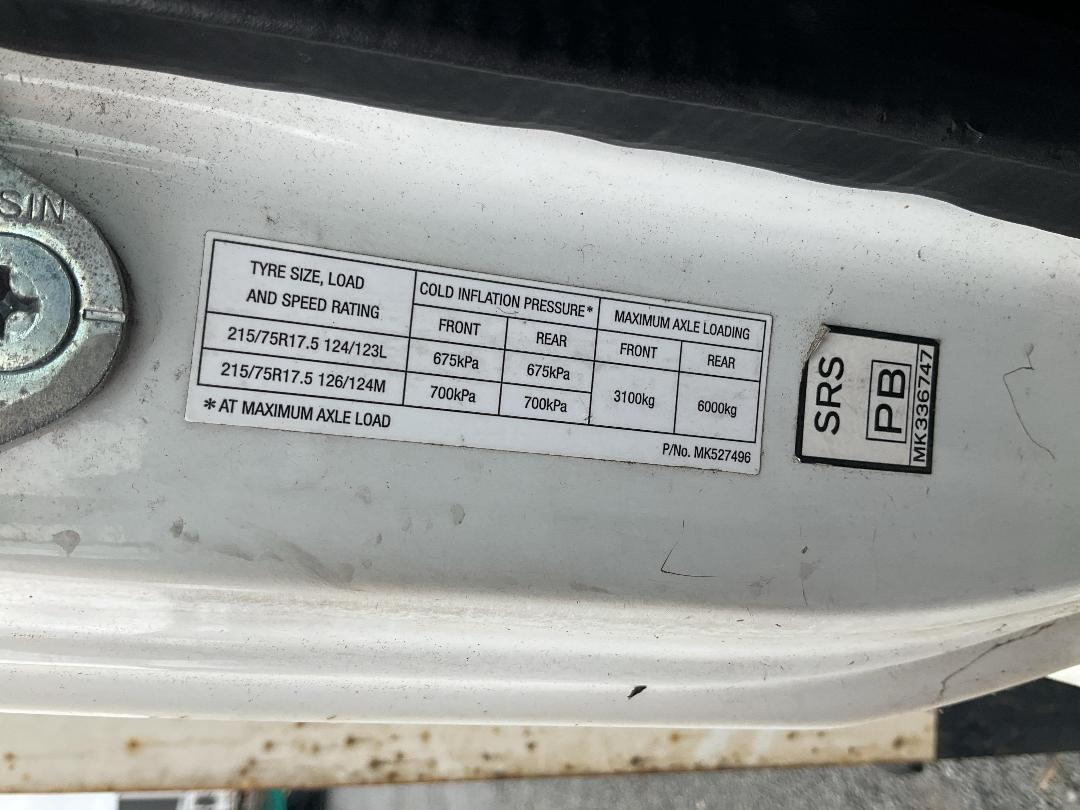 SIN
TYRE SIZE, LOAD
AND SPEED RATING
COLD INFLATION PRESSURE*
MAXIMUM AXLE LOADING
FRONT
REAR
FRONT
REAR
215/75R17.5 124/123L
675kPa
675kPa
3100kg
6000kg
215/75R17.5 126/124M
700kPa
700kPa
*AT MAXIMUM AXLE LOAD
P/No. MK527496
SRS
PB
MK336747